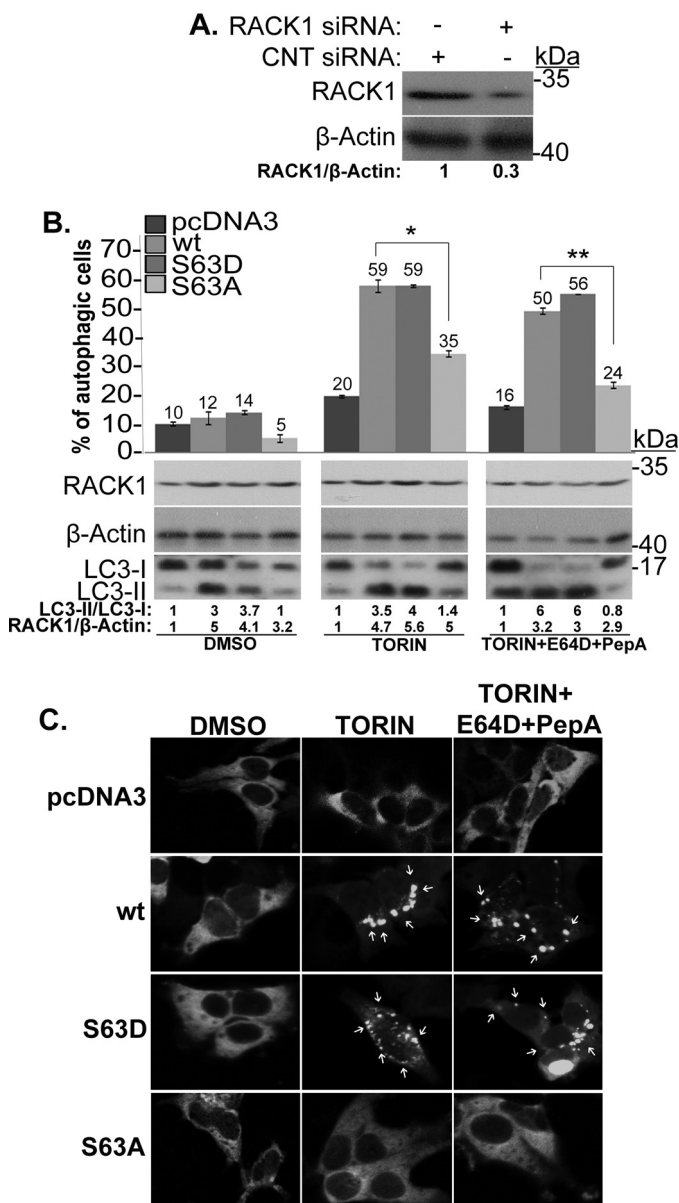 A. RACK1 siRNA: - +
CNT siRNA: + - kDa
RACK1 -35
β-Actin -40
RACK1/β-Actin: 1 0.3
B. pcDNA3
wt
S63D
S63A
% of autophagic cells
70
60
50
40
30
20
10
0
10 12 14 5
20 59 59 35
*
16 50 56 24
**
kDa
RACK1 -35
β-Actin -40
LC3-I -17
LC3-II
LC3-II/LC3-I: 1 3 3.7 1 1 3.5 4 1.4 1 6 6 0.8
RACK1/β-Actin: 1 5 4.1 3.2 1 4.7 5.6 5 1 3.2 3 2.9
DMSO TORIN TORIN+E64D+PepA
C. DMSO TORIN TORIN+
E64D+PepA
pcDNA3
wt
S63D
S63A